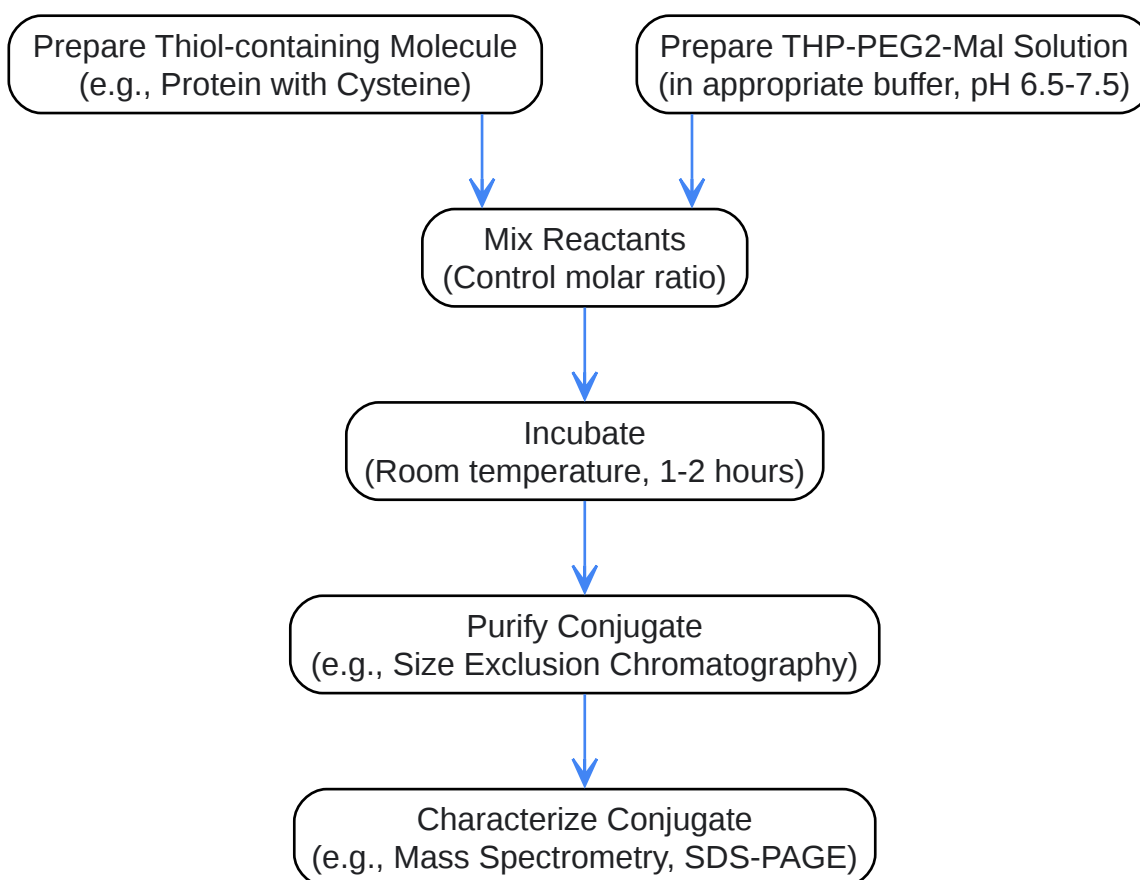 Prepare Thiol-containing Molecule
(e.g., Protein with Cysteine)
Prepare THP-PEG2-Mal Solution
(in appropriate buffer, pH 6.5-7.5)
Mix Reactants
(Control molar ratio)
Incubate
(Room temperature, 1-2 hours)
Purify Conjugate
(e.g., Size Exclusion Chromatography)
Characterize Conjugate
(e.g., Mass Spectrometry, SDS-PAGE)